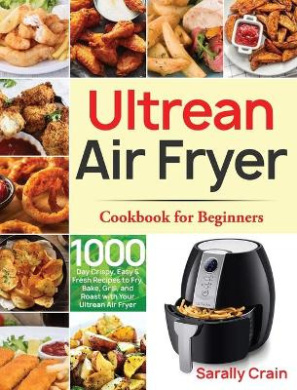 Ultrean
Air Fryer
Cookbook for Beginners
1000
Day Crispy, Easy &
Fresh Recipes to Fry,
Bake, Grill, and
Roast with Your
Ultrean Air Fryer
Sarally Crain